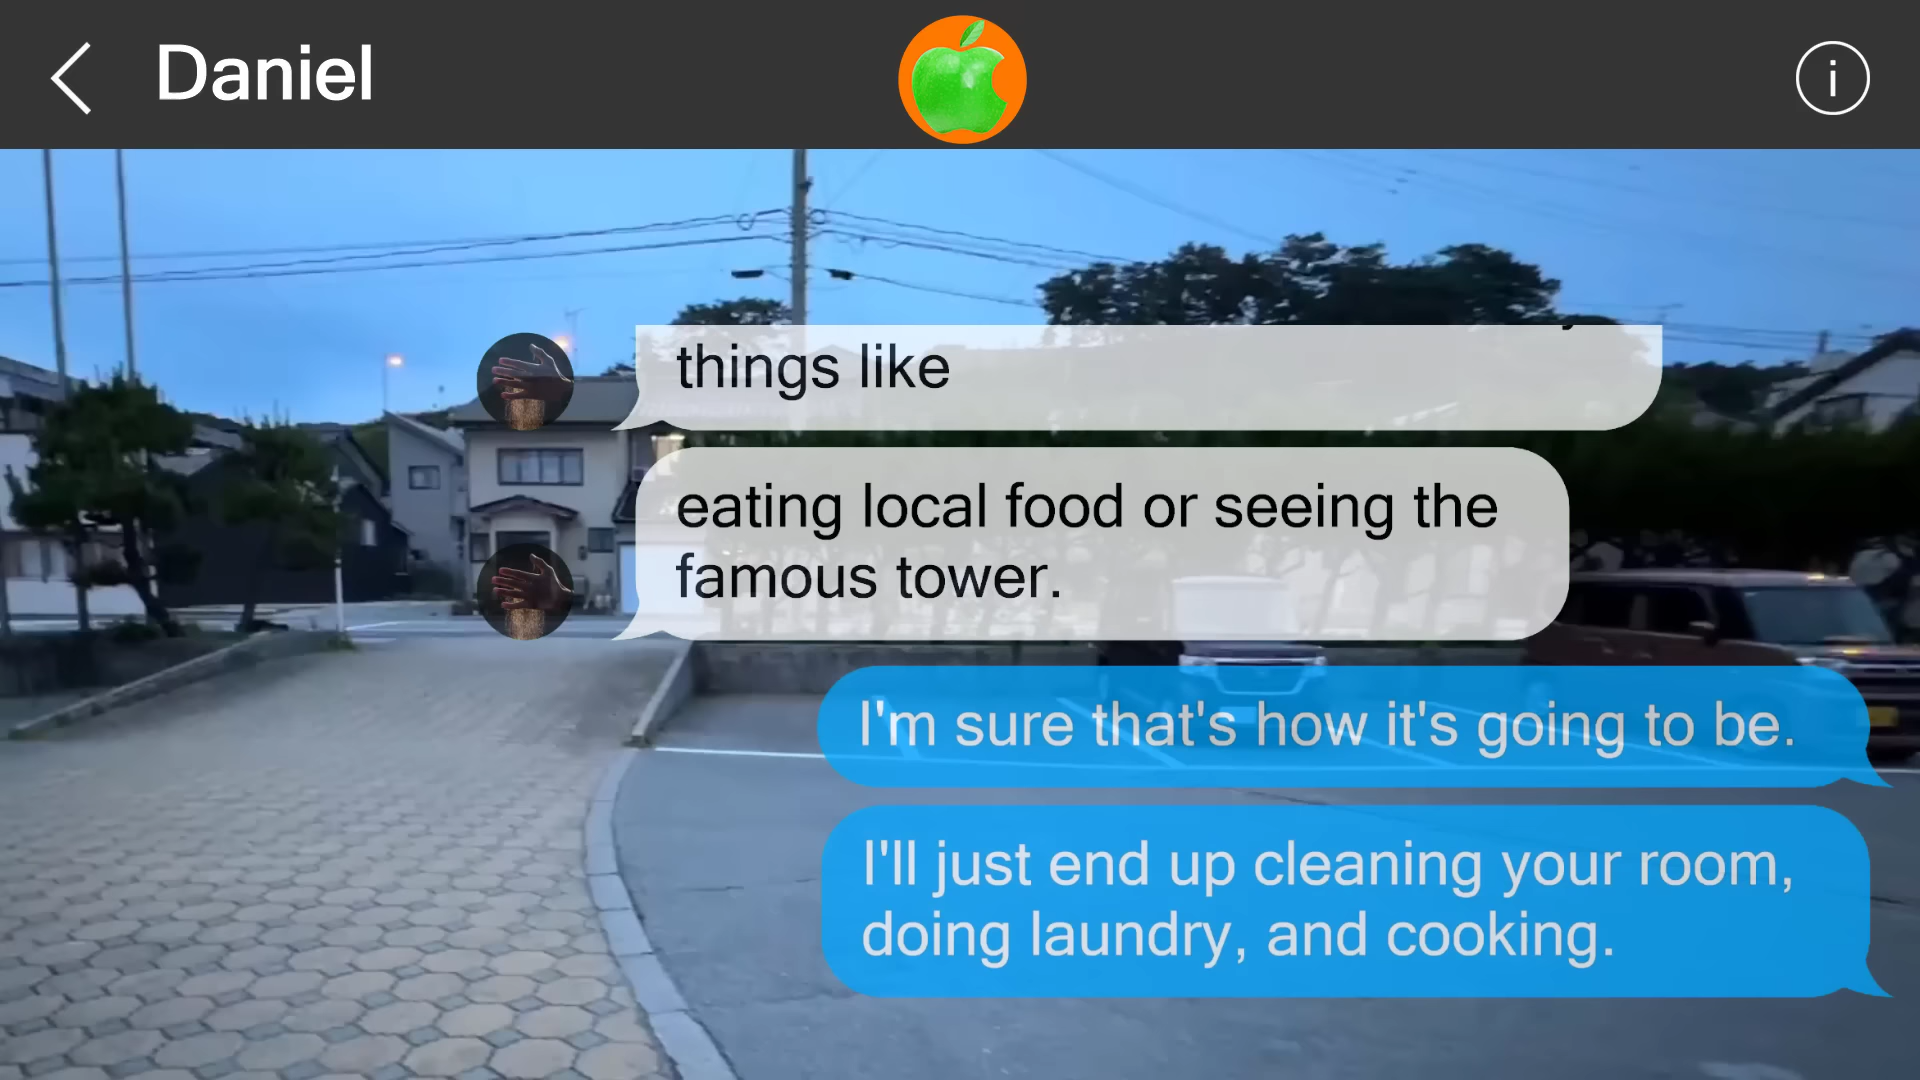 Daniel
things like
eating local food or seeing the
famous tower.
I'm sure that's how it's going to be.
I'll just end up cleaning your room,
doing laundry, and cooking.